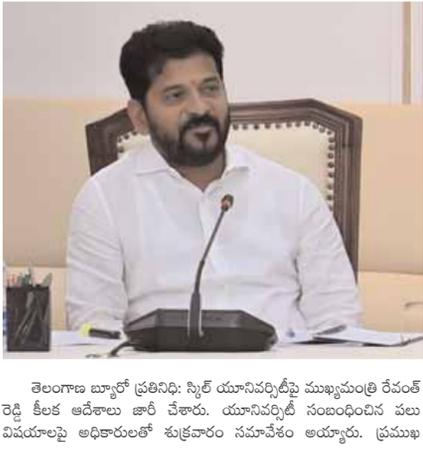 తెలంగాణ బ్యూరో ప్రతినిధి: స్కిల్ యూనివర్సిటీపై ముఖ్యమంత్రి రేవంత్
రెడ్డి కీలక ఆదేశాలు జారీ చేశారు. యూనివర్సిటీ సంబంధించిన పలు
విషయాలపై అధికారులతో శుక్రవారం సమావేశం అయ్యారు. ప్రముఖ